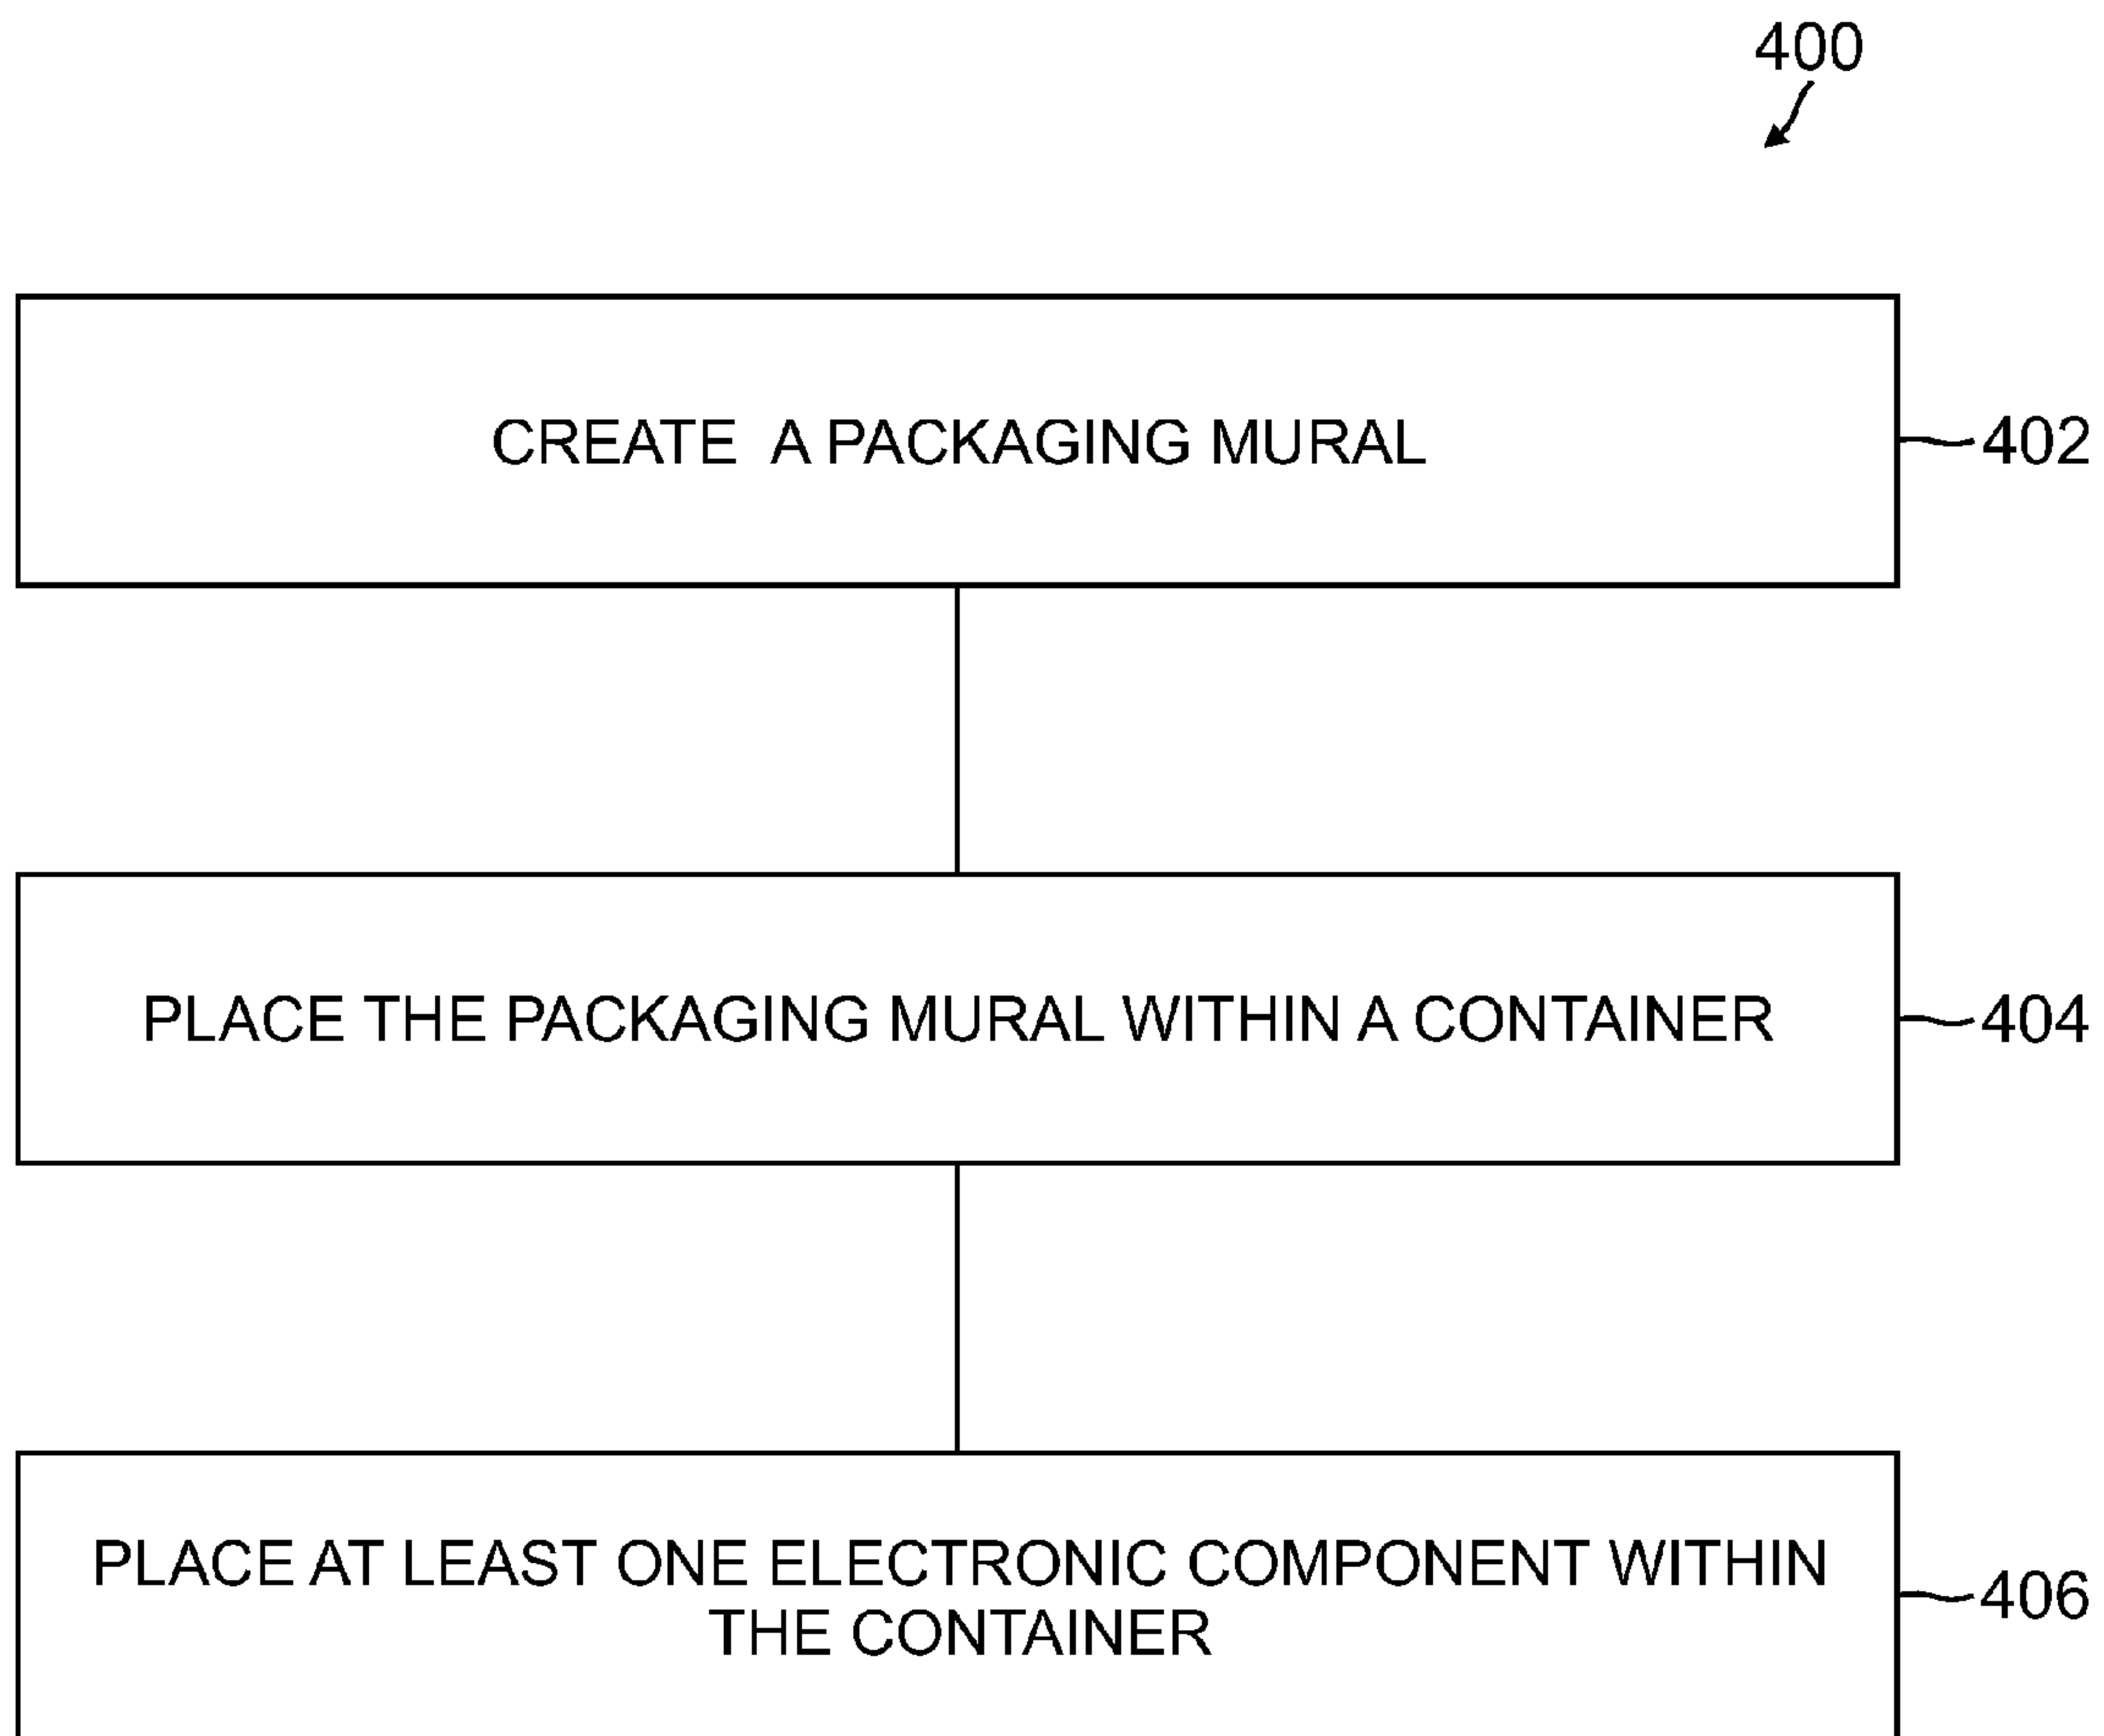 400
CREATE A PACKAGING MURAL
402
PLACE THE PACKAGING MURAL WITHIN A CONTAINER
404
PLACE AT LEAST ONE ELECTRONIC COMPONENT WITHIN
THE CONTAINER
406